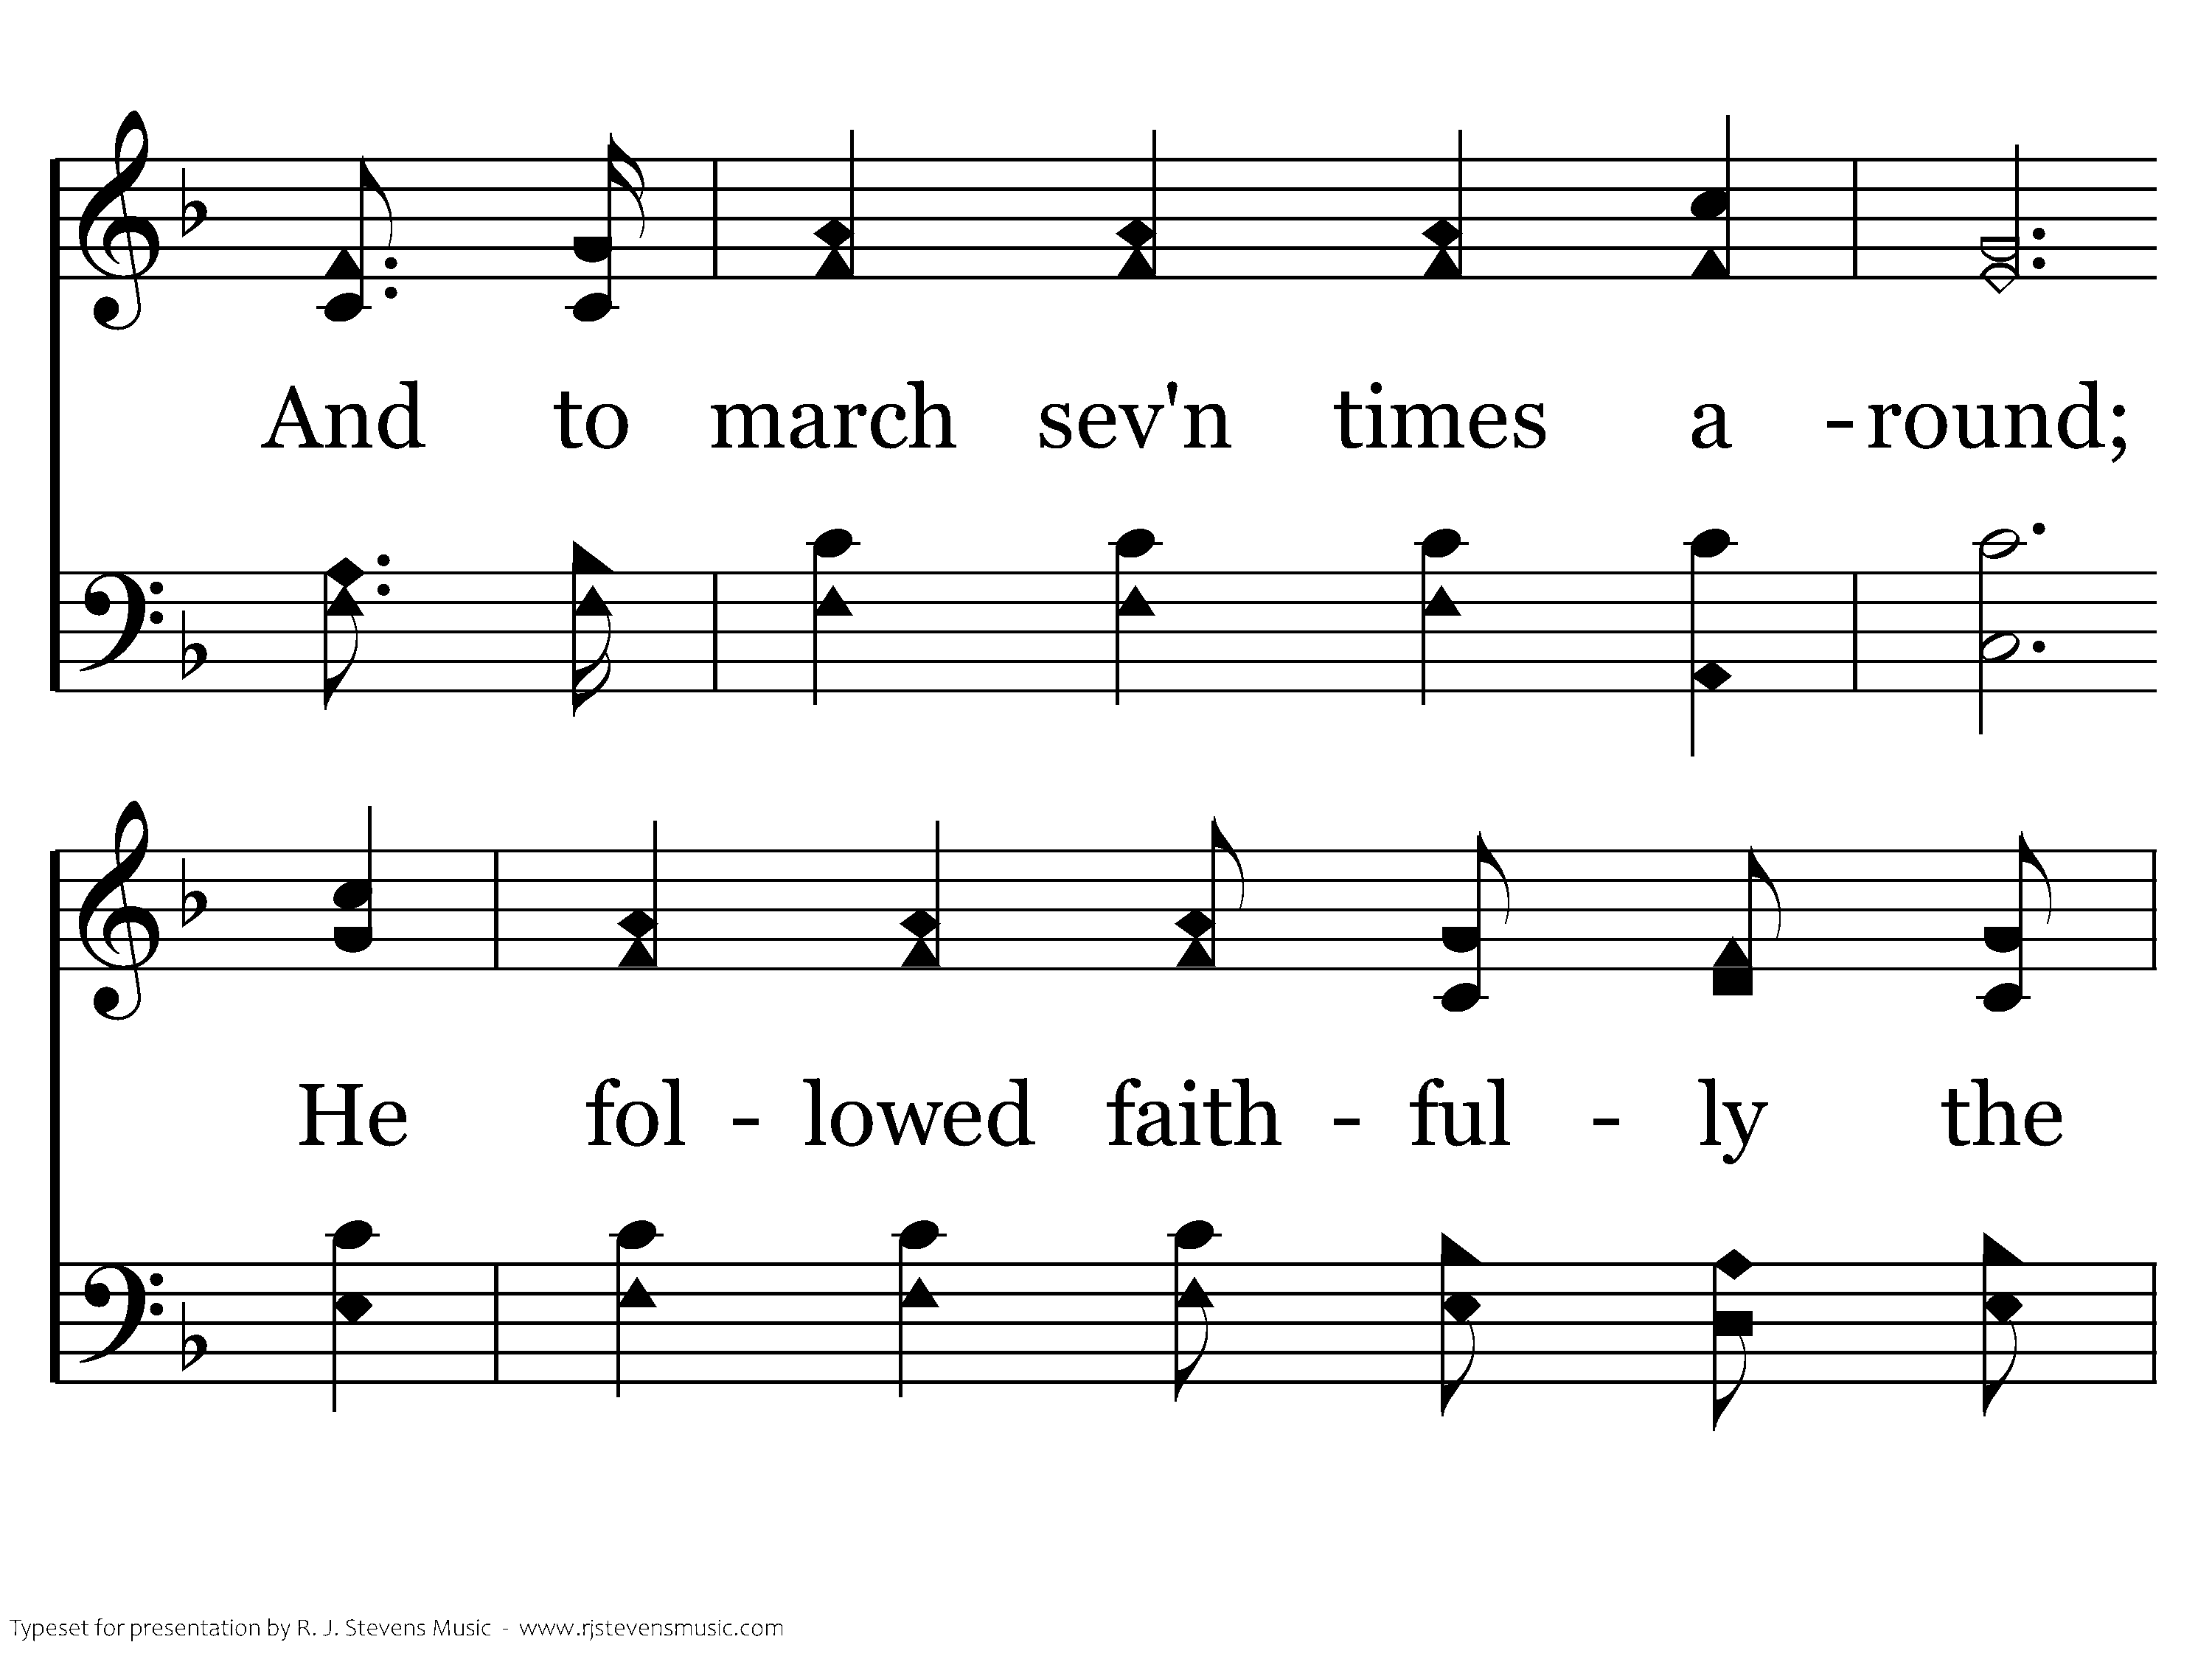 And to march sev'n times a - round;
He fol - lowed faith - ful - ly the
Typeset for presentation by R. J. Stevens Music - www.rjstevensmusic.com